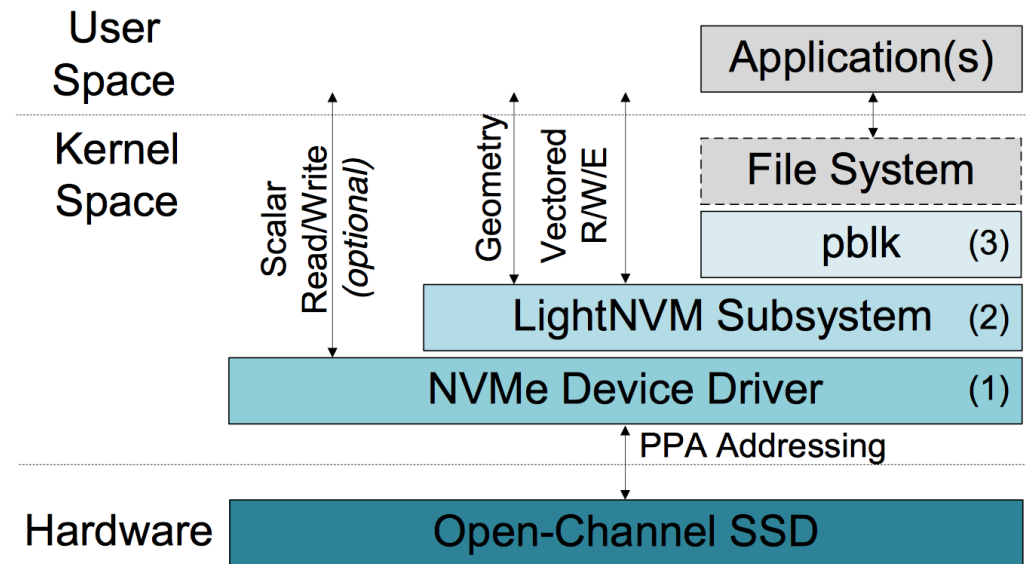 User
Space
Application(s)
Kernel
Space
Scalar
Read/Write
(optional)
Geometry
Vectored
R/W/E
File System
pblk (3)
LightNVM Subsystem (2)
NVMe Device Driver (1)
PPA Addressing
Hardware
Open-Channel SSD